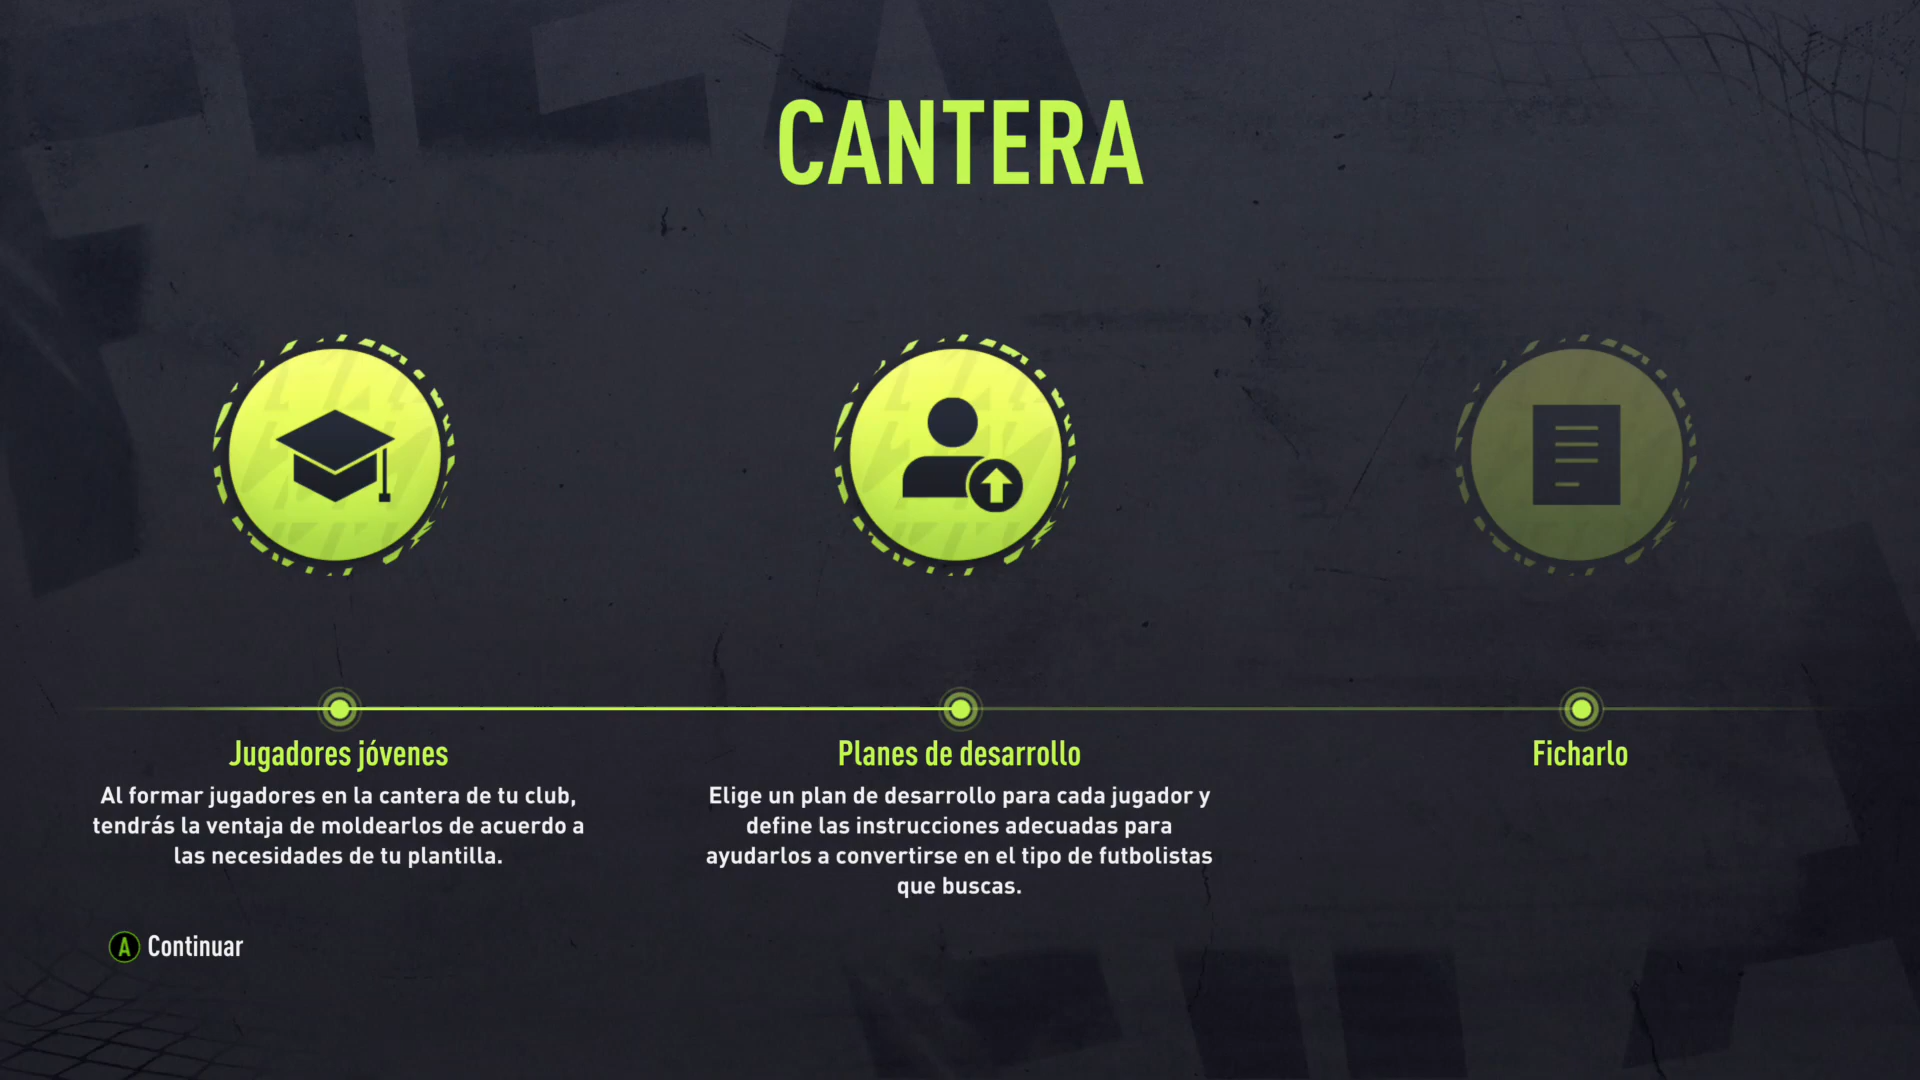 CANTERA
Jugadores jóvenes
Al formar jugadores en la cantera de tu club,
tendrás la ventaja de moldearlos de acuerdo a
las necesidades de tu plantilla.
Planes de desarrollo
Elige un plan de desarrollo para cada jugador y
define las instrucciones adecuadas para
ayudarlos a convertirse en el tipo de futbolistas
que buscas.
Ficharlo
A Continuar